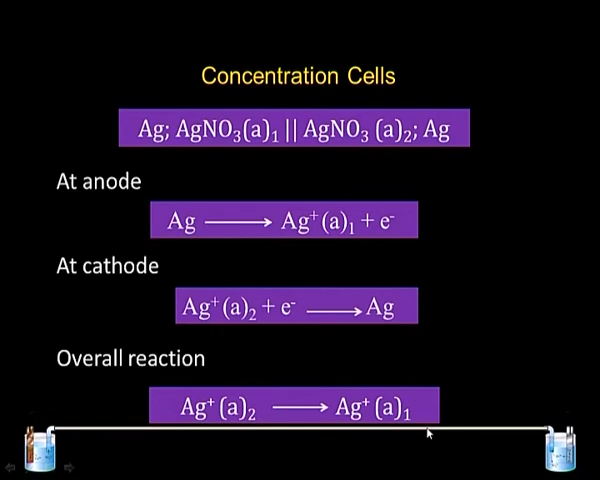 Concentration Cells
Ag; AgNO₃(a)₁ || AgNO₃ (a)₂; Ag
At anode
Ag ⟶ Ag⁺(a)₁ + e⁻
At cathode
Ag⁺(a)₂ + e⁻ ⟶ Ag
Overall reaction
Ag⁺(a)₂ ⟶ Ag⁺(a)₁